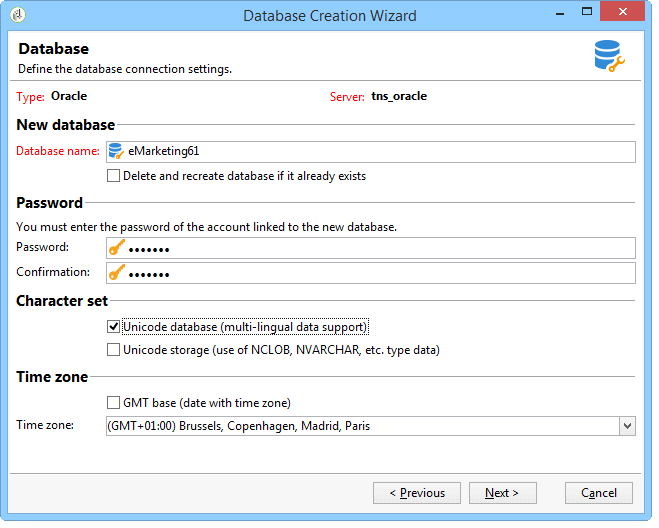 Database Creation Wizard
Database
Define the database connection settings.
Type: Oracle Server: tns_oracle
New database
Database name: eMarketing61
Delete and recreate database if it already exists
Password
You must enter the password of the account linked to the new database.
Password: •••••••
Confirmation: •••••••
Character set
Unicode database (multi-lingual data support)
Unicode storage (use of NCLOB, NVARCHAR, etc. type data)
Time zone
GMT base (date with time zone)
Time zone: (GMT+01:00) Brussels, Copenhagen, Madrid, Paris
< Previous Next > Cancel